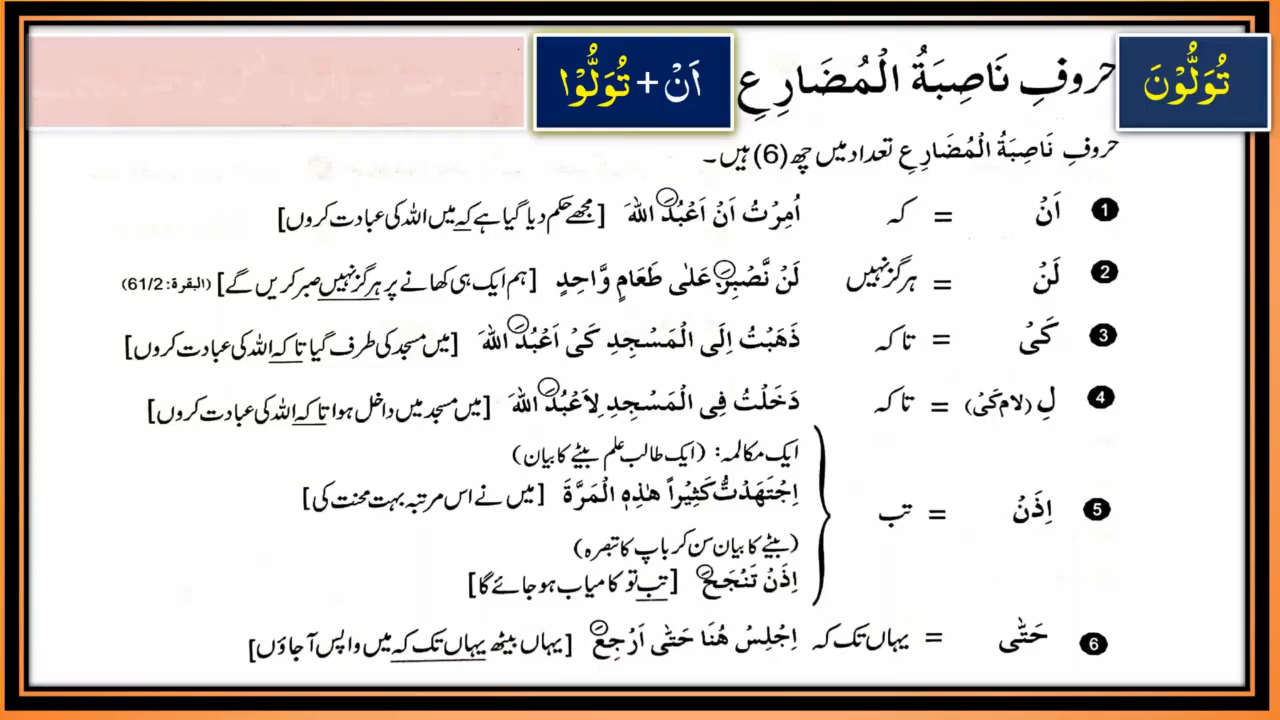 تُوَلُّوْنَ
حروفِ نَاصِبَةُ الْمُضَارِعِ
اَنْ + تُوَلُّوْا
حروفِ نَاصِبَةُ الْمُضَارِعِ تعداد میں چھ (6) ہیں۔
1 اَنْ = کہ اُمِرْتُ اَنْ اَعْبُدَ اللهَ [مجھے حکم دیا گیا ہے کہ میں اللہ کی عبادت کروں]
2 لَنْ = ہرگز نہیں لَنْ نَّصْبِرَ عَلٰی طَعَامٍ وَّاحِدٍ [ہم ایک ہی کھانے پر ہرگز نہیں صبر کریں گے] (البقرة: 61/2)
3 کَیْ = تاکہ ذَهَبْتُ اِلَی الْمَسْجِدِ کَیْ اَعْبُدَ اللهَ [میں مسجد کی طرف گیا تاکہ اللہ کی عبادت کروں]
4 لِ (لام کَیْ) = تاکہ دَخَلْتُ فِی الْمَسْجِدِ لِاَعْبُدَ اللهَ [میں مسجد میں داخل ہوا تاکہ اللہ کی عبادت کروں]
ایک مکالمہ: (ایک طالب علم بیٹے کا بیان)
اِجْتَهَدْتُّ کَثِیْراً هٰذِهِ الْمَرَّةَ [میں نے اس مرتبہ بہت محنت کی]
5 اِذَنْ = تب
(بیٹے کا بیان سن کر باپ کا تبصرہ)
اِذَنْ تَنْجَحَ [تب تو کامیاب ہو جائے گا]
6 حَتّٰی = یہاں تک کہ اِجْلِسْ هُنَا حَتّٰی اَرْجِعَ [یہاں بیٹھ یہاں تک کہ میں واپس آ جاؤں]